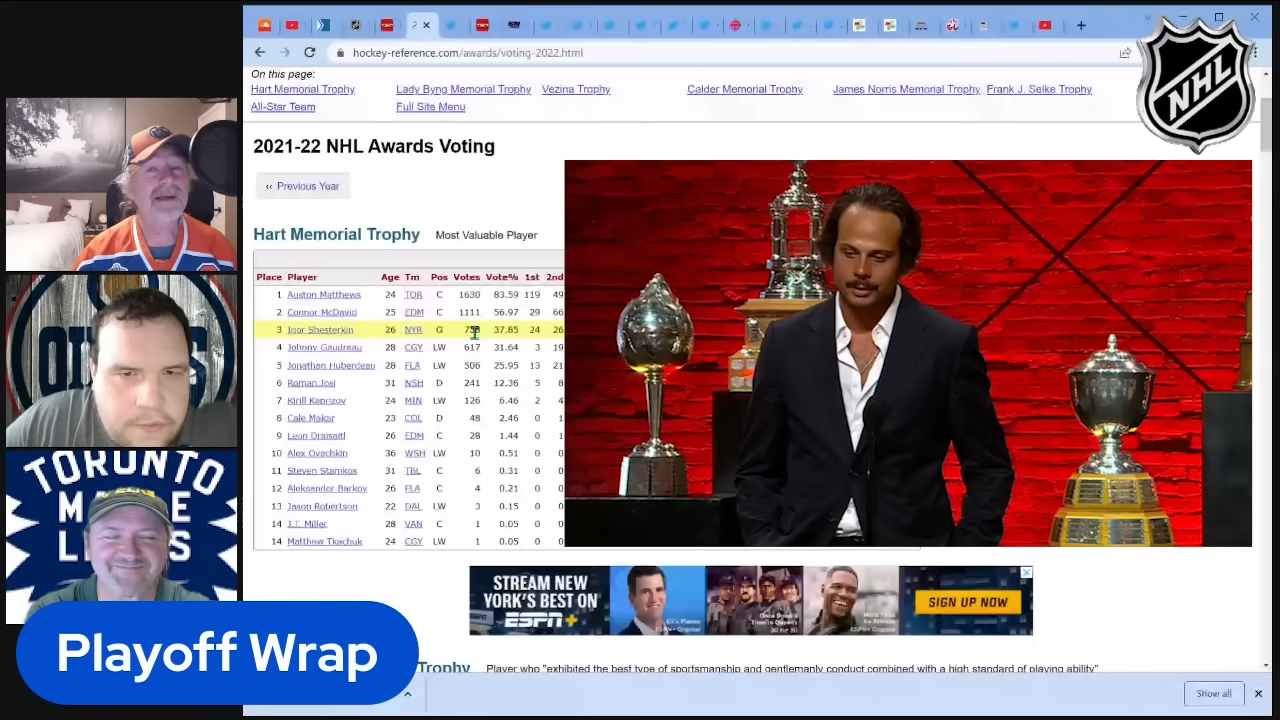 hockey-reference.com/awards/voting-2022.html
On this page:
Hart Memorial Trophy Lady Byng Memorial Trophy Vezina Trophy Calder Memorial Trophy James Norris Memorial Trophy Frank J. Selke Trophy
All-Star Team Full Site Menu
NHL
2021-22 NHL Awards Voting
‹‹ Previous Year
Hart Memorial Trophy Most Valuable Player
Place Player Age Tm Pos Votes Vote% 1st 2nd
1 Auston Matthews 24 TOR C 1630 83.59 119 49
2 Connor McDavid 25 EDM C 1111 56.97 29 66
3 Igor Shesterkin 26 NYR G 37.85 24 26
4 Johnny Gaudreau 28 CGY LW 617 31.64 3 19
5 Jonathan Huberdeau 28 FLA LW 506 25.95 13 21
6 Roman Josi 31 NSH D 241 12.36 5 8
7 Kirill Kaprizov 24 MIN LW 126 6.46 2 4
8 Cale Makar 23 COL D 48 2.46 0 1
9 Leon Draisaitl 26 EDM C 28 1.44 0 1
10 Alex Ovechkin 36 WSH LW 10 0.51 0 0
11 Steven Stamkos 31 TBL C 6 0.31 0 0
12 Aleksander Barkov 26 FLA C 4 0.21 0 0
13 Jason Robertson 22 DAL LW 3 0.15 0 0
14 J.T. Miller 28 VAN C 1 0.05 0 0
14 Matthew Tkachuk 24 CGY LW 1 0.05 0 0
OILERS
TORONTO
MAPLE
LEAFS
STREAM NEW
YORK'S BEST ON
ESPN+
SIGN UP NOW
Playoff Wrap
Trophy Player who "exhibited the best type of sportsmanship and gentlemanly conduct combined with a high standard of playing ability"
Show all